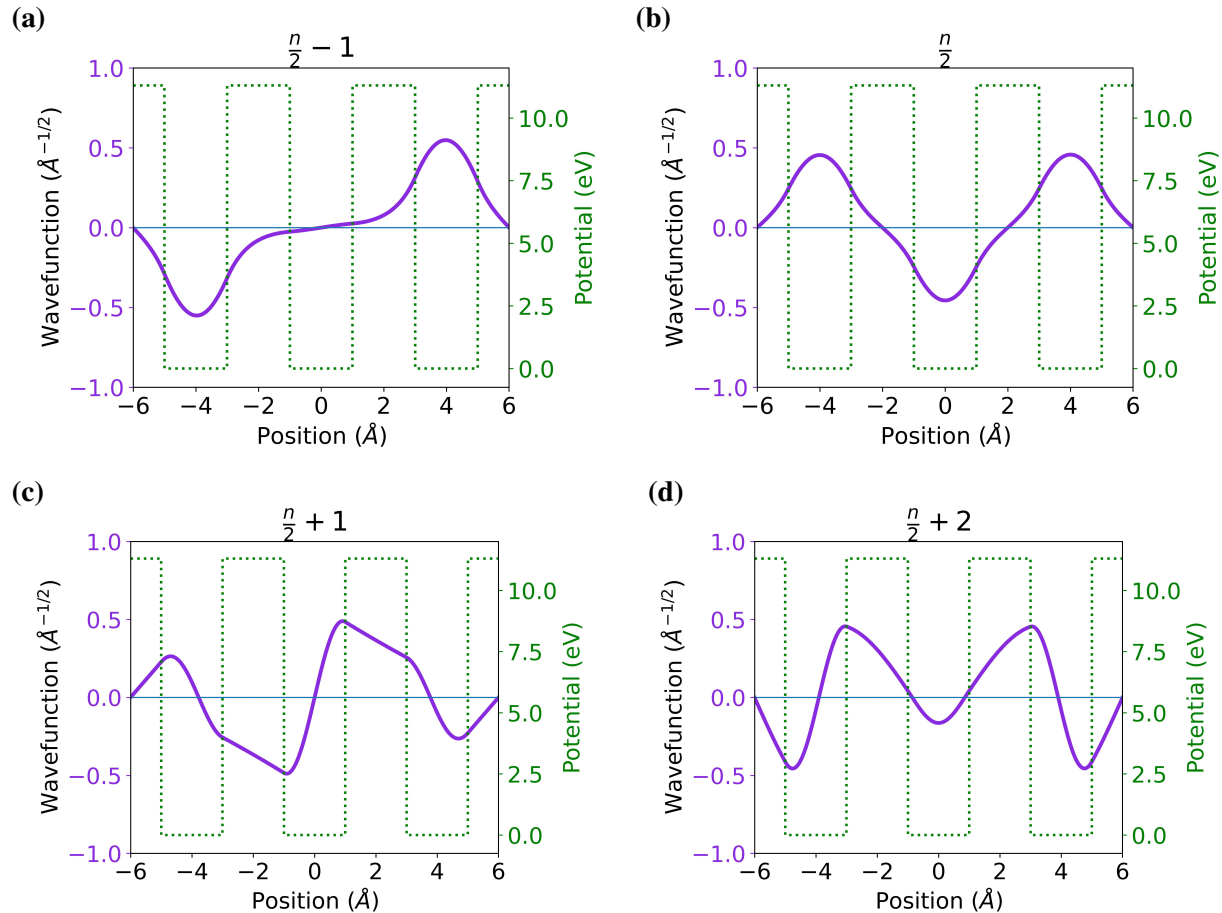 (a)
n/2 − 1
Wavefunction (Å⁻¹/²)
1.0
0.5
0.0
−0.5
−1.0
−6 −4 −2 0 2 4 6
Position (Å)
10.0
7.5
5.0
2.5
0.0
Potential (eV)
(b)
n/2
Wavefunction (Å⁻¹/²)
1.0
0.5
0.0
−0.5
−1.0
−6 −4 −2 0 2 4 6
Position (Å)
10.0
7.5
5.0
2.5
0.0
Potential (eV)
(c)
n/2 + 1
Wavefunction (Å⁻¹/²)
1.0
0.5
0.0
−0.5
−1.0
−6 −4 −2 0 2 4 6
Position (Å)
10.0
7.5
5.0
2.5
0.0
Potential (eV)
(d)
n/2 + 2
Wavefunction (Å⁻¹/²)
1.0
0.5
0.0
−0.5
−1.0
−6 −4 −2 0 2 4 6
Position (Å)
10.0
7.5
5.0
2.5
0.0
Potential (eV)